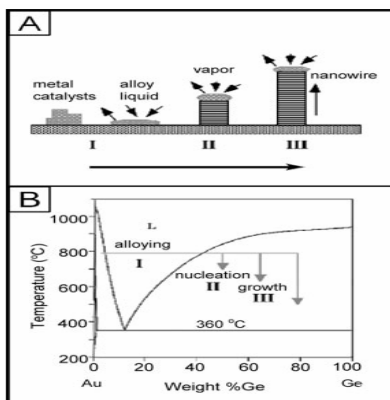 A
metal catalysts
alloy liquid
vapor
nanowire
I
II
III
B
Temperature (°C)
1000
800
600
400
200
L
alloying
I
nucleation
II
growth
III
360 °C
0 20 40 60 80 100
Au
Weight %Ge
Ge